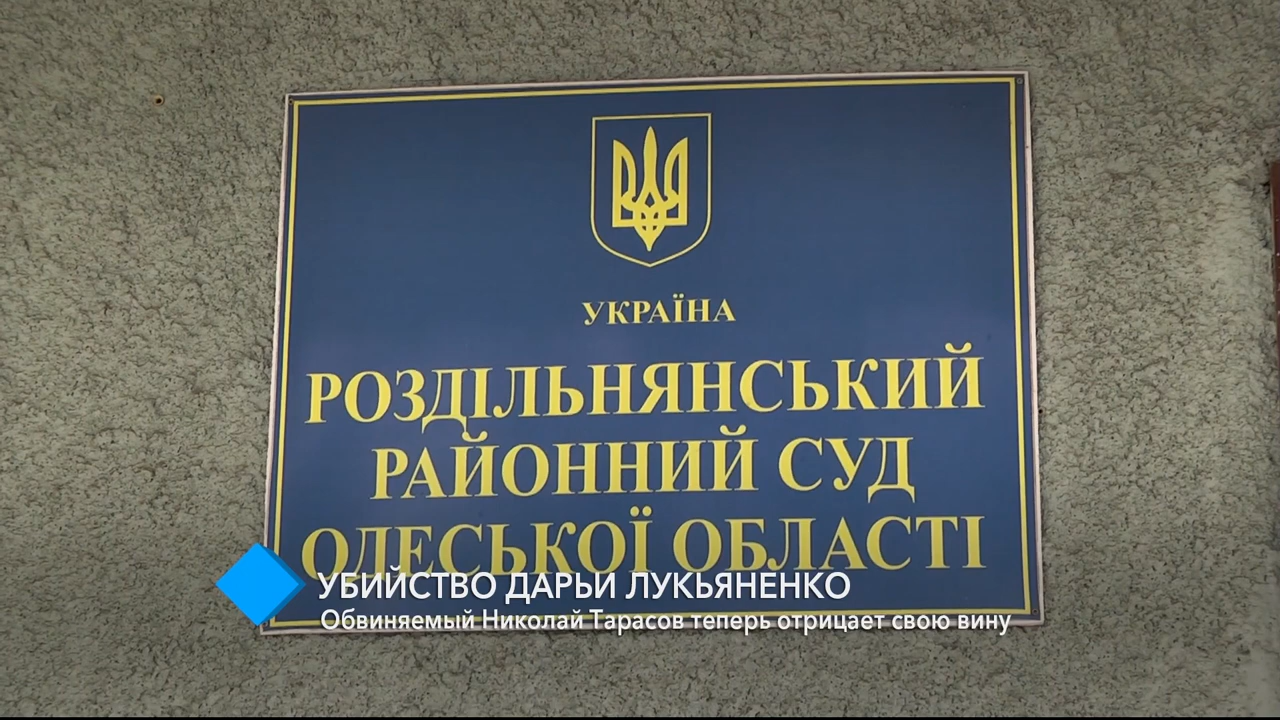 УКРАЇНА
РОЗДІЛЬНЯНСЬКИЙ
РАЙОННИЙ СУД
ОДЕСЬКОЇ ОБЛАСТІ
УБИЙСТВО ДАРЬИ ЛУКЬЯНЕНКО
Обвиняемый Николай Тарасов теперь отрицает свою вину